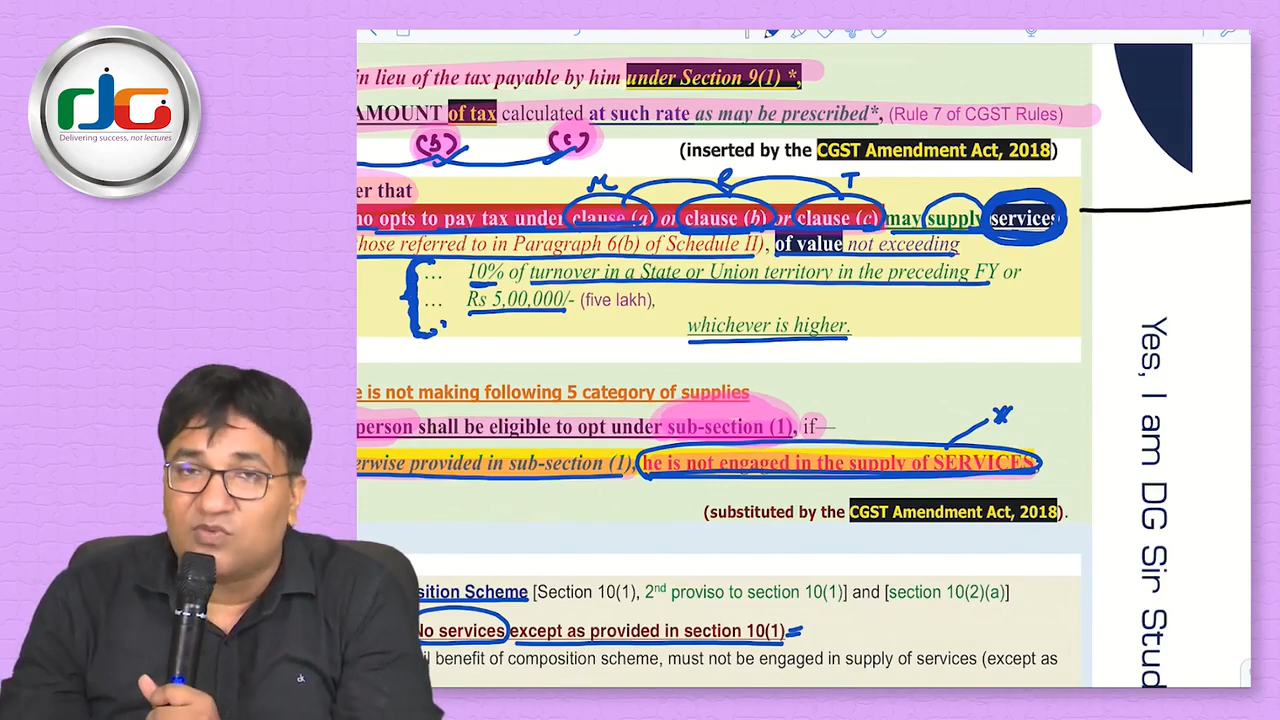 DJG
Delivering success, not lectures
in lieu of the tax payable by him under Section 9(1) *,
AMOUNT of tax calculated at such rate as may be prescribed*, (Rule 7 of CGST Rules)
(b) (c)
(inserted by the CGST Amendment Act, 2018)
er that
M R T
no opts to pay tax under clause (a) or clause (b) or clause (c) may supply services
hose referred to in Paragraph 6(b) of Schedule II), of value not exceeding
... 10% of turnover in a State or Union territory in the preceding FY or
... Rs 5,00,000/- (five lakh),
whichever is higher.
e is not making following 5 category of supplies
person shall be eligible to opt under sub-section (1), if—
erwise provided in sub-section (1), he is not engaged in the supply of SERVICES,
(substituted by the CGST Amendment Act, 2018).
sition Scheme [Section 10(1), 2nd proviso to section 10(1)] and [section 10(2)(a)]
No services except as provided in section 10(1)
il benefit of composition scheme, must not be engaged in supply of services (except as
Yes, I am DG Sir Stud